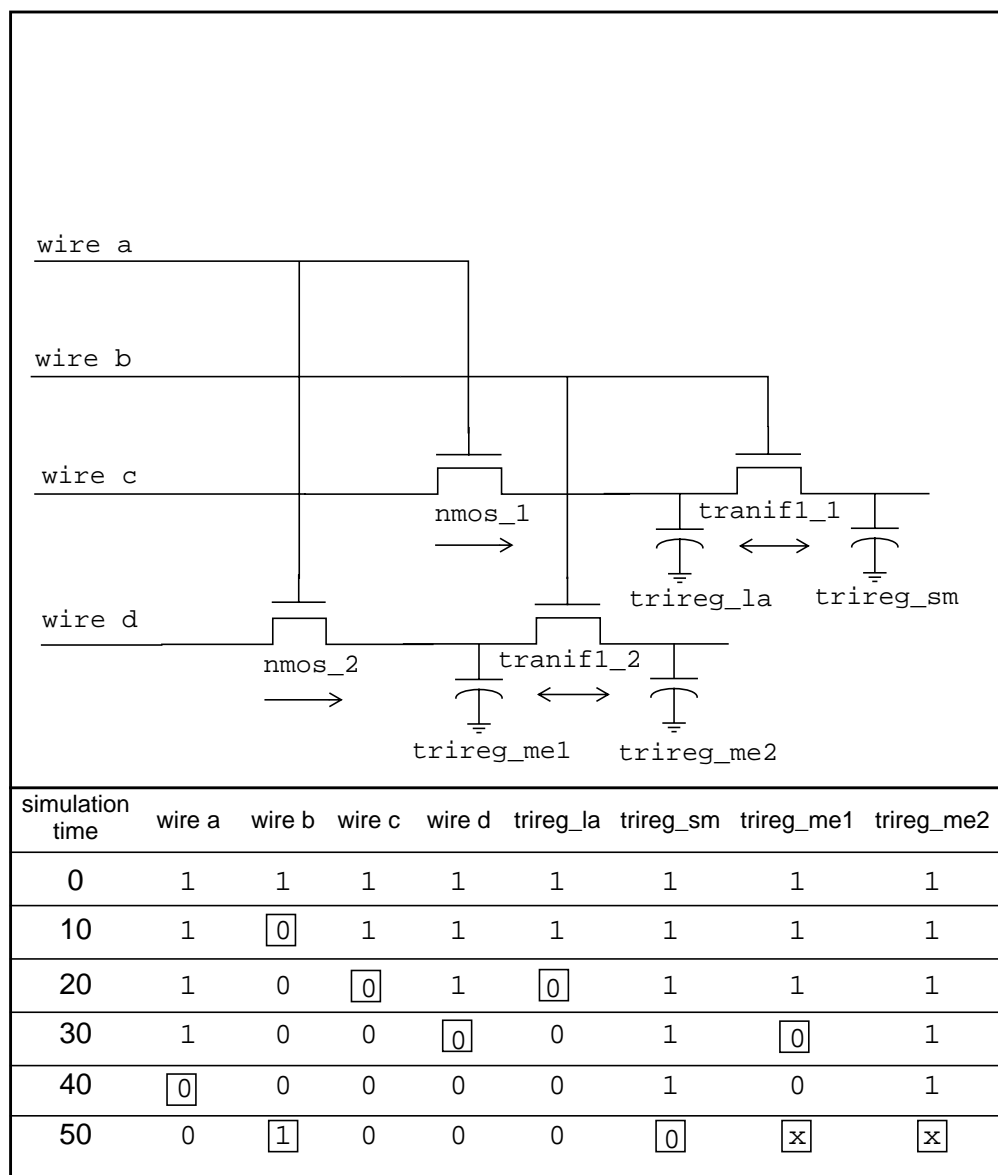 wire a
wire b
wire c
nmos_1
tranif1_1
trireg_la
trireg_sm
wire d
nmos_2
tranif1_2
trireg_me1
trireg_me2
simulation time wire a wire b wire c wire d trireg_la trireg_sm trireg_me1 trireg_me2
0 1 1 1 1 1 1 1 1
10 1 0 1 1 1 1 1 1
20 1 0 0 1 0 1 1 1
30 1 0 0 0 0 1 0 1
40 0 0 0 0 0 1 0 1
50 0 1 0 0 0 0 x x